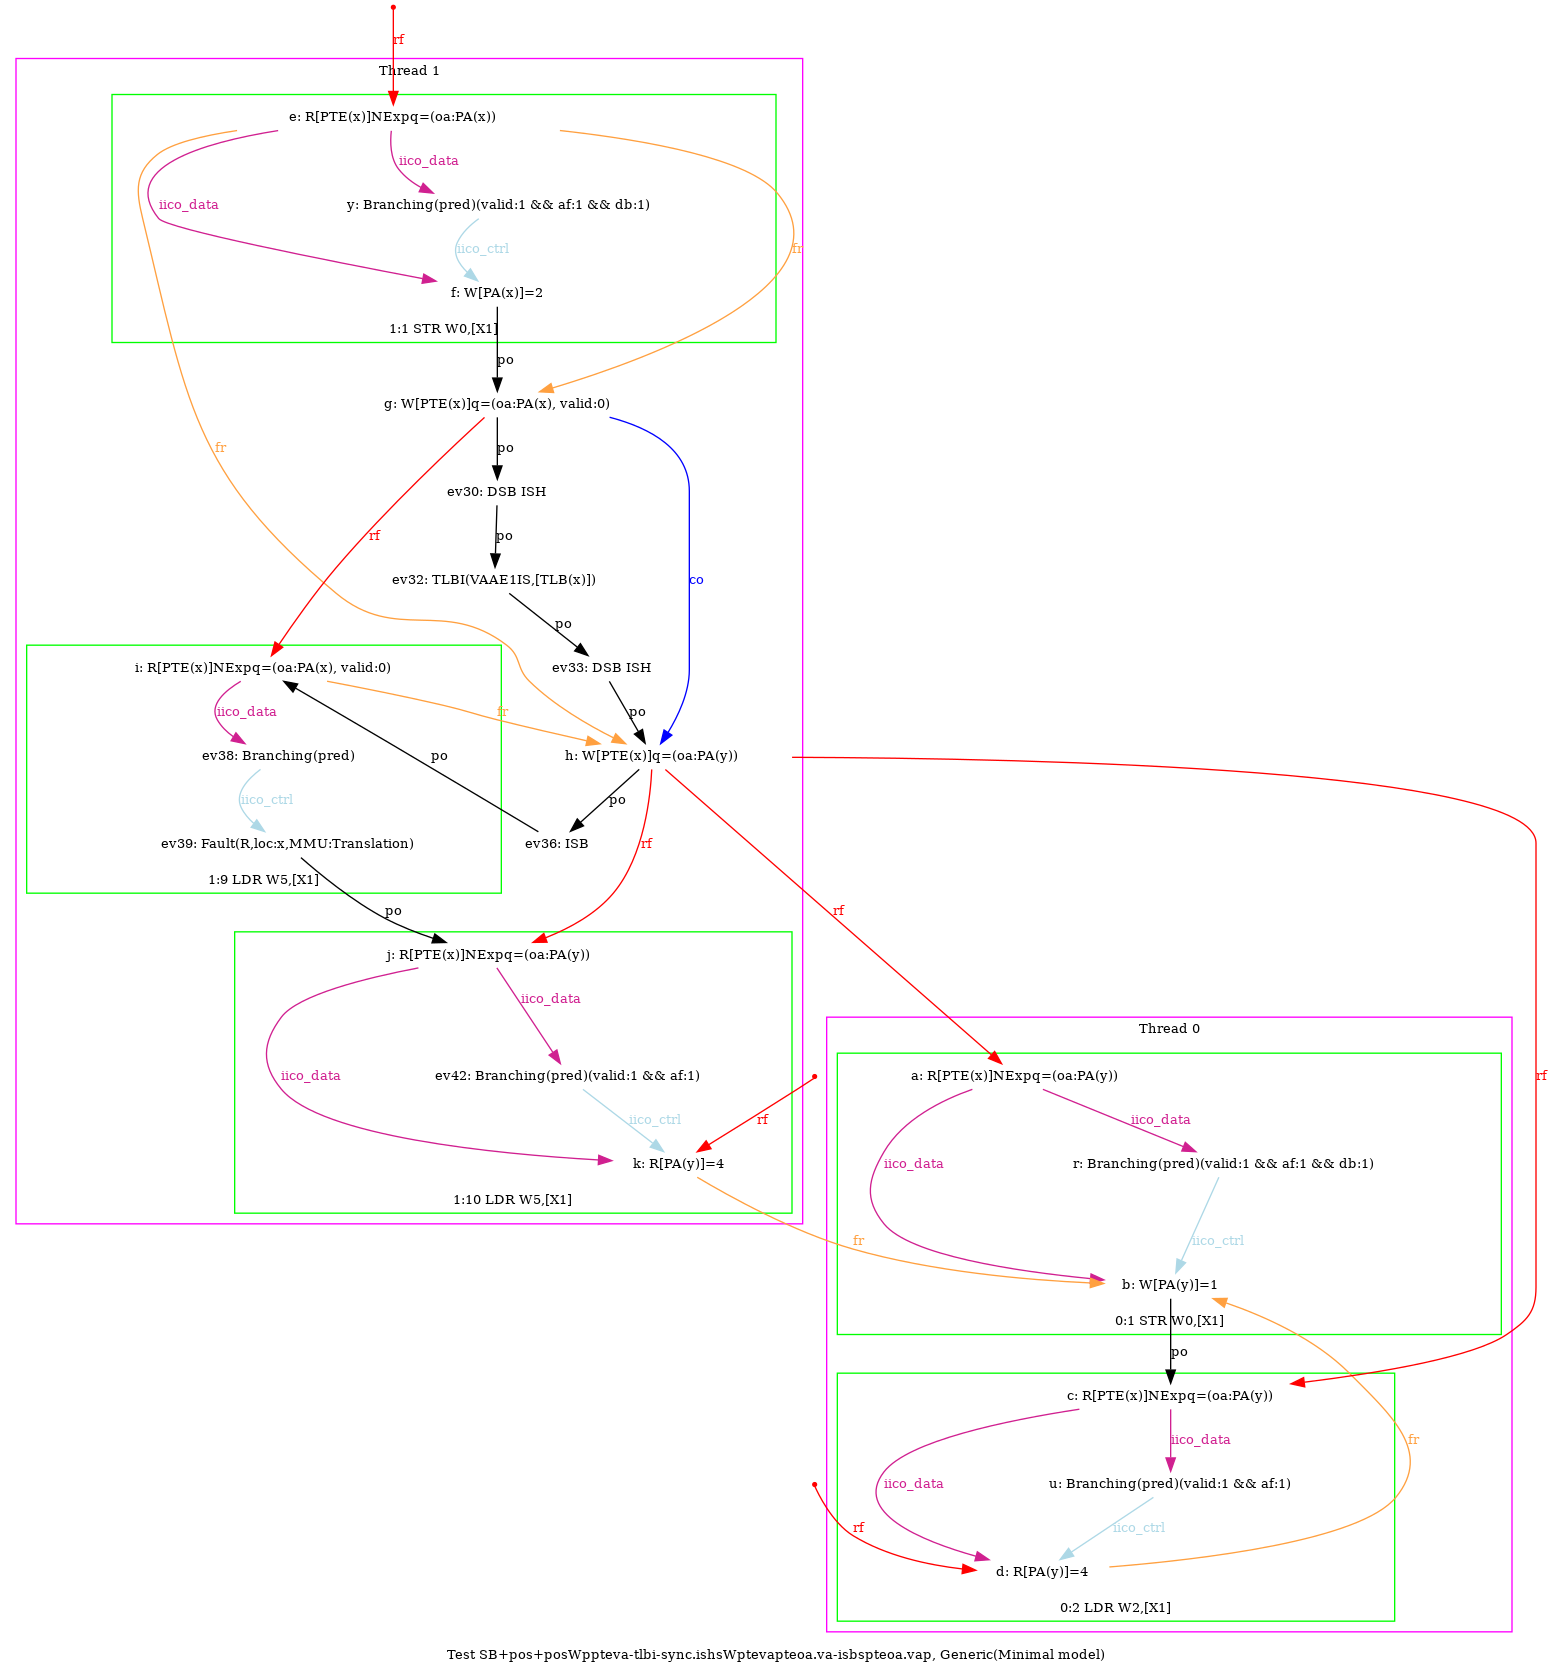 rf
Thread 1
e: R[PTE(x)]NExpq=(oa:PA(x))
iico_data
iico_data
y: Branching(pred)(valid:1 && af:1 && db:1)
iico_ctrl
fr
f: W[PA(x)]=2
1:1 STR W0,[X1]
po
g: W[PTE(x)]q=(oa:PA(x), valid:0)
fr
po
ev30: DSB ISH
rf
po
ev32: TLBI(VAAE1IS,[TLB(x)])
co
po
i: R[PTE(x)]NExpq=(oa:PA(x), valid:0)
ev33: DSB ISH
iico_data
fr
po
ev38: Branching(pred)
po
h: W[PTE(x)]q=(oa:PA(y))
iico_ctrl
po
ev39: Fault(R,loc:x,MMU:Translation)
ev36: ISB
rf
1:9 LDR W5,[X1]
po
rf
j: R[PTE(x)]NExpq=(oa:PA(y))
iico_data
Thread 0
iico_data
ev42: Branching(pred)(valid:1 && af:1)
a: R[PTE(x)]NExpq=(oa:PA(y))
rf
iico_ctrl
rf
iico_data
k: R[PA(y)]=4
iico_data
r: Branching(pred)(valid:1 && af:1 && db:1)
1:10 LDR W5,[X1]
fr
iico_ctrl
b: W[PA(y)]=1
0:1 STR W0,[X1]
po
c: R[PTE(x)]NExpq=(oa:PA(y))
iico_data
fr
iico_data
u: Branching(pred)(valid:1 && af:1)
rf
iico_ctrl
d: R[PA(y)]=4
0:2 LDR W2,[X1]
Test SB+pos+posWppteva-tlbi-sync.ishsWptevapteoa.va-isbspteoa.vap, Generic(Minimal model)